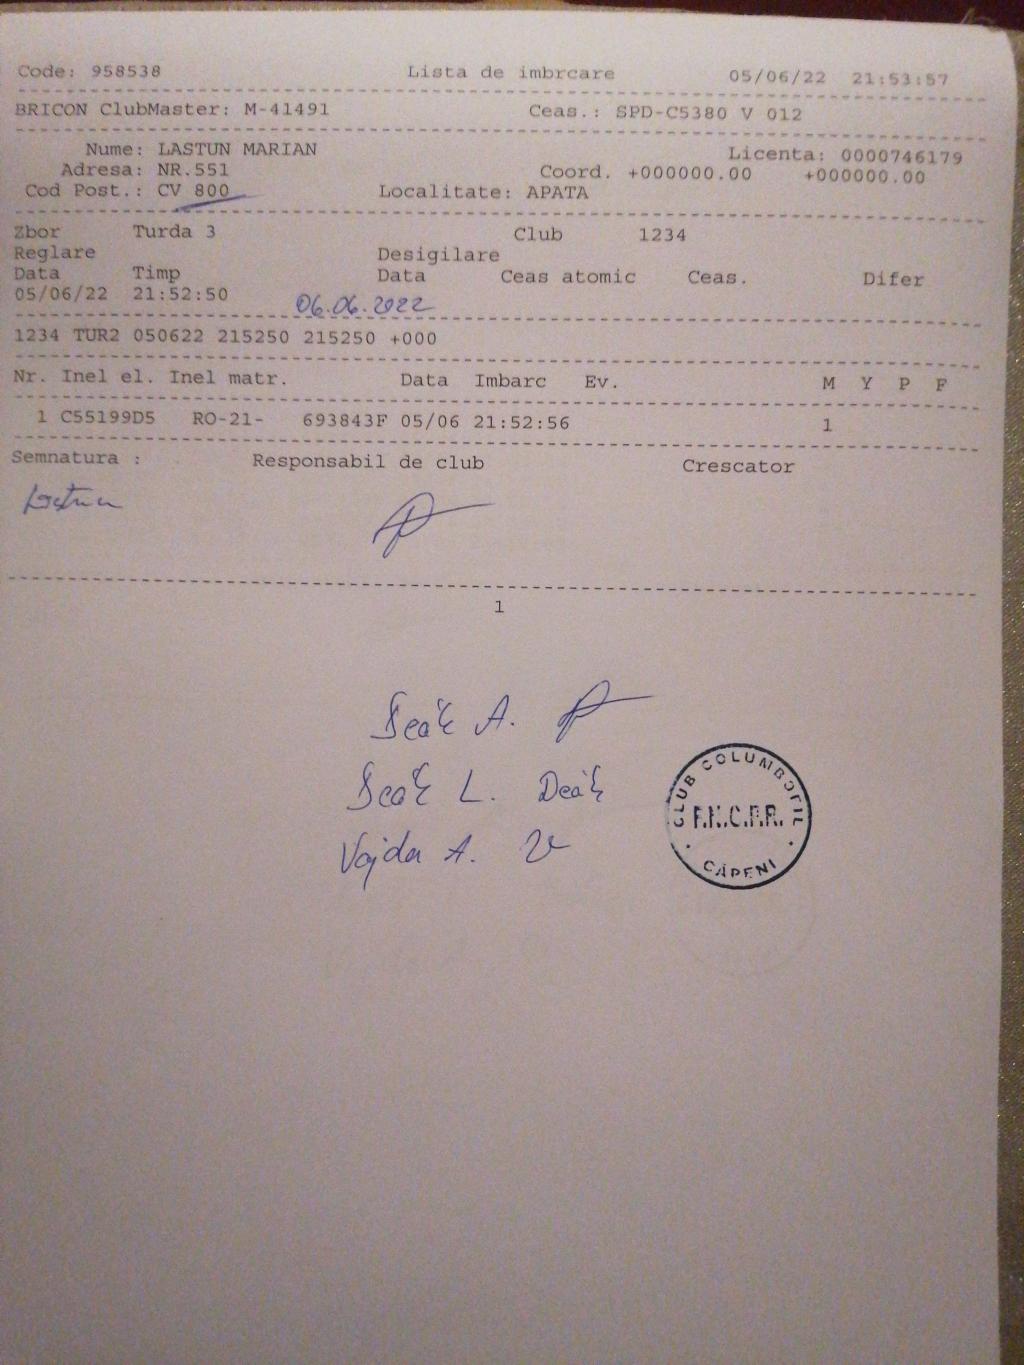 Code: 958538 Lista de imbrcare 05/06/22 21:53:57
BRICON ClubMaster: M-41491 Ceas.: SPD-C5380 V 012
Nume: LASTUN MARIAN Licenta: 0000746179
Adresa: NR.551 Coord. +000000.00 +000000.00
Cod Post.: CV 800 Localitate: APATA
Zbor Turda 3 Club 1234
Reglare Desigilare
Data Timp Data Ceas atomic Ceas. Difer
05/06/22 21:52:50 06.06.2022
1234 TUR2 050622 215250 215250 +000
Nr. Inel el. Inel matr. Data Imbarc Ev. M Y P F
1 C55199D5 RO-21- 693843F 05/06 21:52:56 1
Semnatura : Responsabil de club Crescator
Lastun
1
Deák A.
Deák L. Deák
Vajda A.
CLUB COLUMBOFIL
F.N.C.P.R.
CĂPENI